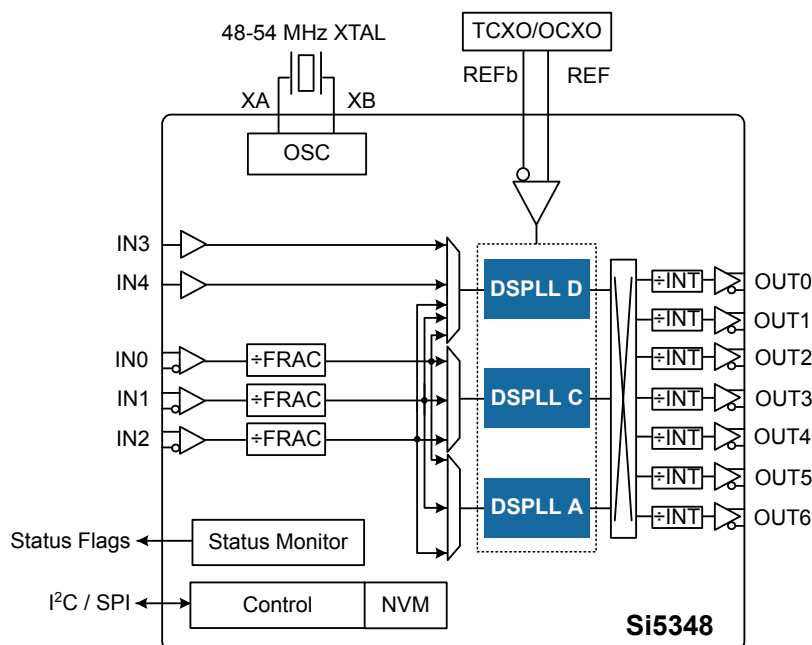 48-54 MHz XTAL
TCXO/OCXO
REFb
REF
XA
XB
OSC
IN3
IN4
IN0
÷FRAC
IN1
÷FRAC
IN2
÷FRAC
DSPLL D
DSPLL C
DSPLL A
÷INT
OUT0
÷INT
OUT1
÷INT
OUT2
÷INT
OUT3
÷INT
OUT4
÷INT
OUT5
÷INT
OUT6
Status Flags
Status Monitor
I²C / SPI
Control
NVM
Si5348